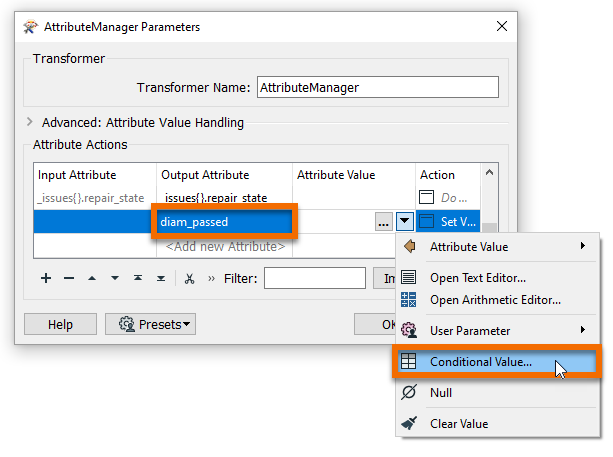 AttributeManager Parameters
Transformer
Transformer Name: AttributeManager
Advanced: Attribute Value Handling
Attribute Actions
Input Attribute Output Attribute Attribute Value Action
_issues{}.repair_state _issues{}.repair_state Do ...
diam_passed ... Set V...
<Add new Attribute>
Filter: Im
Help Presets OK
Attribute Value
Open Text Editor...
Open Arithmetic Editor...
User Parameter
Conditional Value...
Null
Clear Value